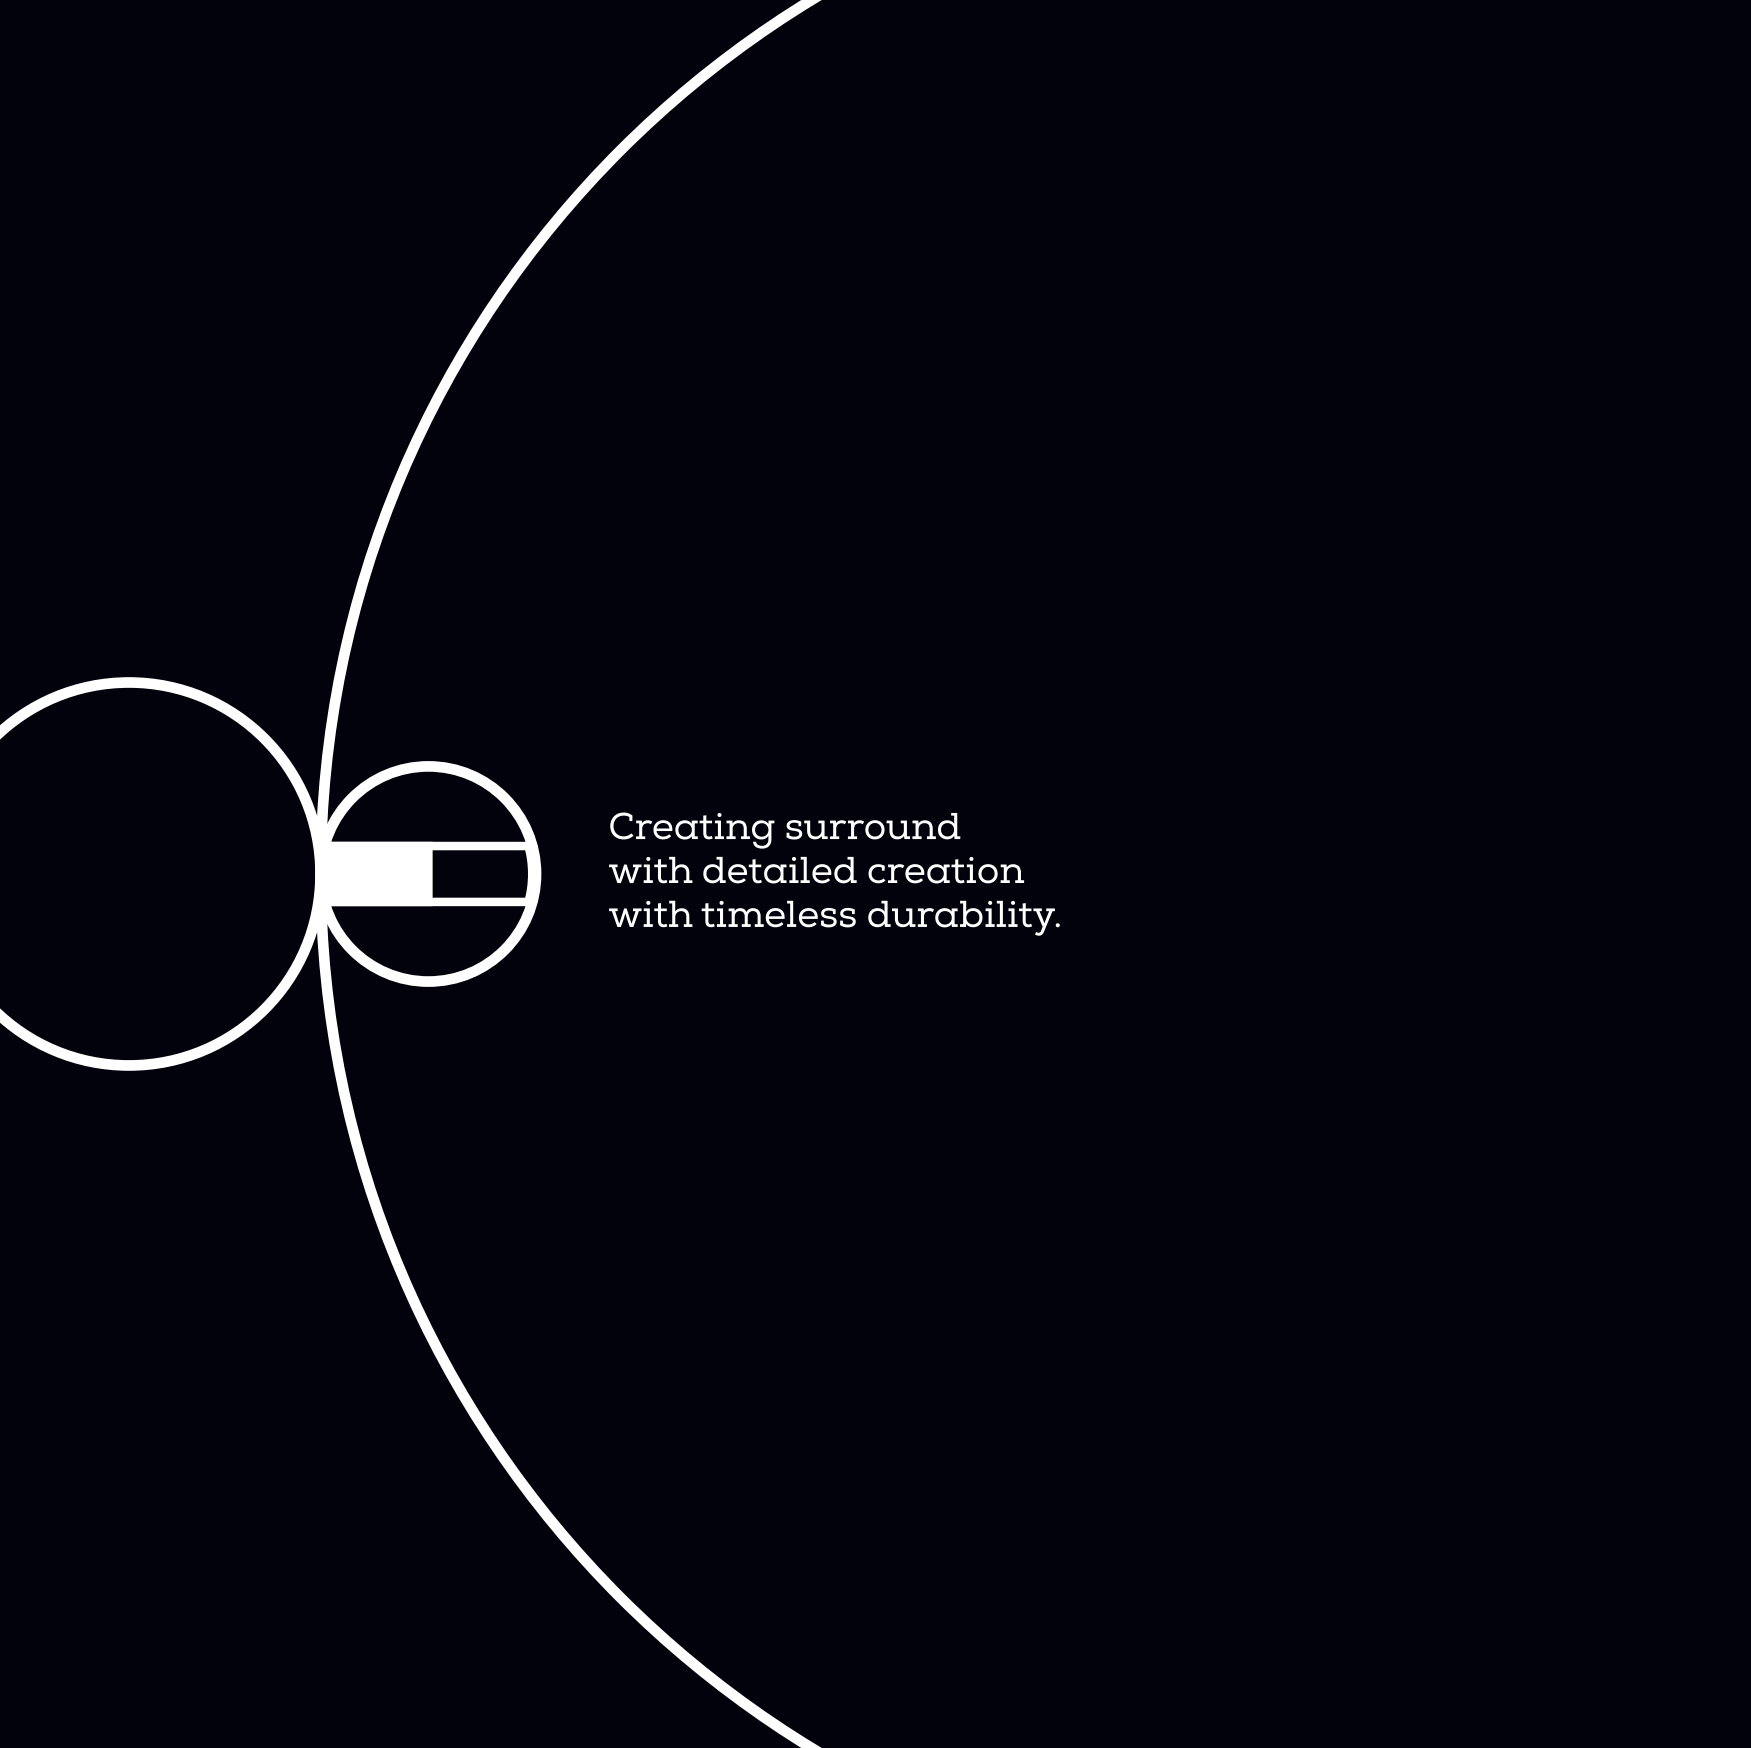 Creating surround
with detailed creation
with timeless durability.